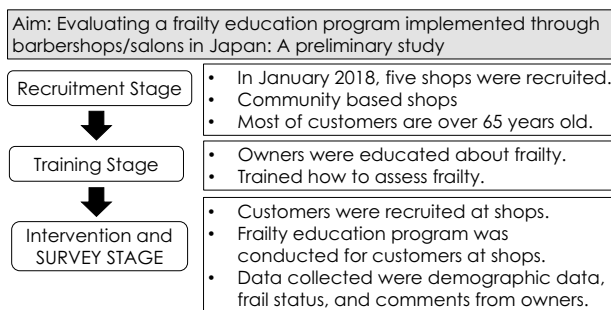 Aim: Evaluating a frailty education program implemented through
barbershops/salons in Japan: A preliminary study
Recruitment Stage
• In January 2018, five shops were recruited.
• Community based shops
• Most of customers are over 65 years old.
Training Stage
• Owners were educated about frailty.
• Trained how to assess frailty.
Intervention and
SURVEY STAGE
• Customers were recruited at shops.
• Frailty education program was
conducted for customers at shops.
• Data collected were demographic data,
frail status, and comments from owners.